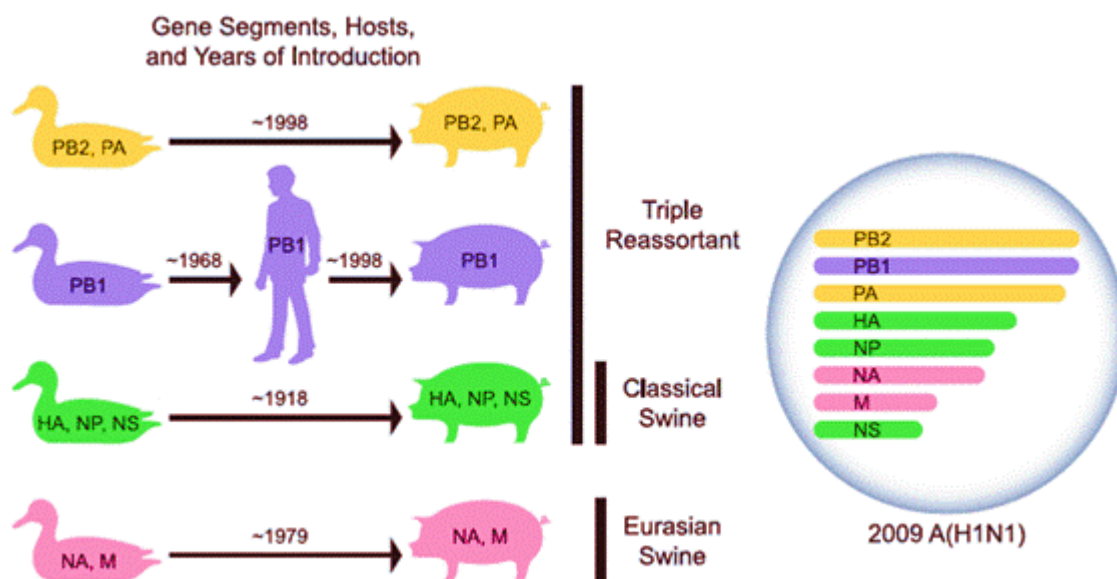 Gene Segments, Hosts,
and Years of Introduction
PB2, PA
~1998
PB2, PA
PB1
~1968
PB1
~1998
PB1
HA, NP, NS
~1918
HA, NP, NS
NA, M
~1979
NA, M
Triple
Reassortant
Classical
Swine
Eurasian
Swine
PB2
PB1
PA
HA
NP
NA
M
NS
2009 A(H1N1)